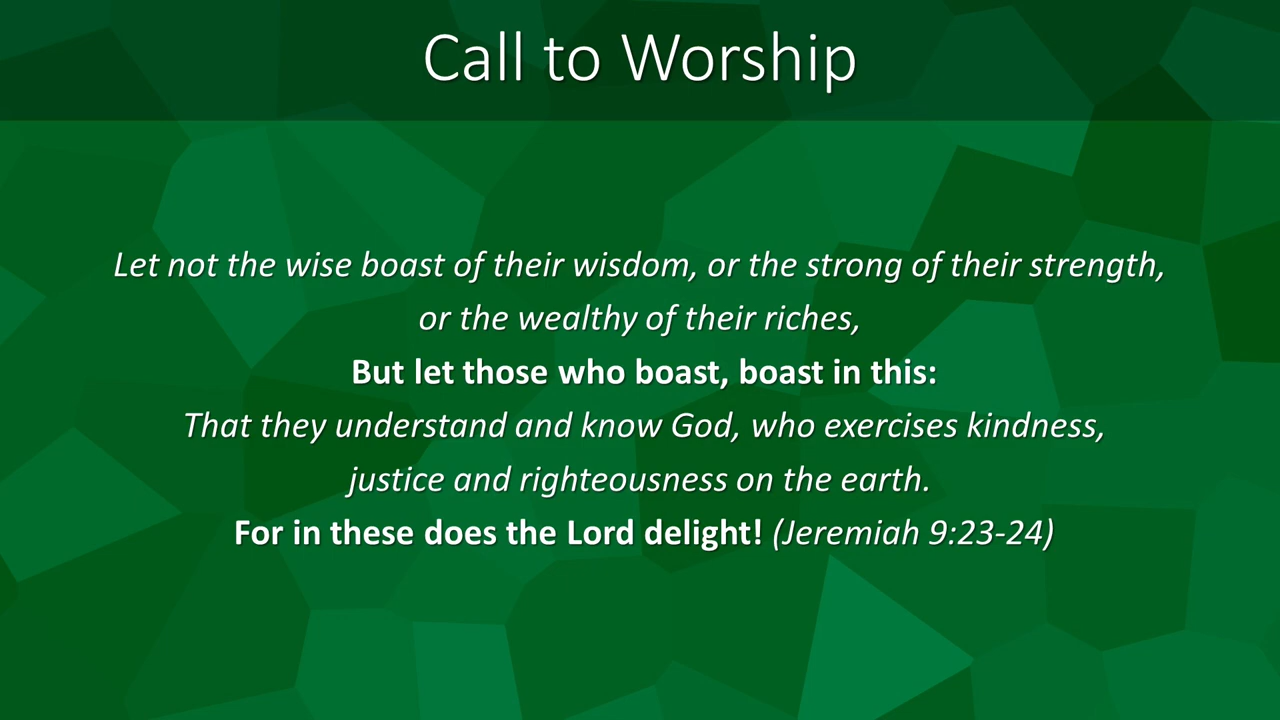 Call to Worship
Let not the wise boast of their wisdom, or the strong of their strength,
or the wealthy of their riches,
But let those who boast, boast in this:
That they understand and know God, who exercises kindness,
justice and righteousness on the earth.
For in these does the Lord delight! (Jeremiah 9:23-24)